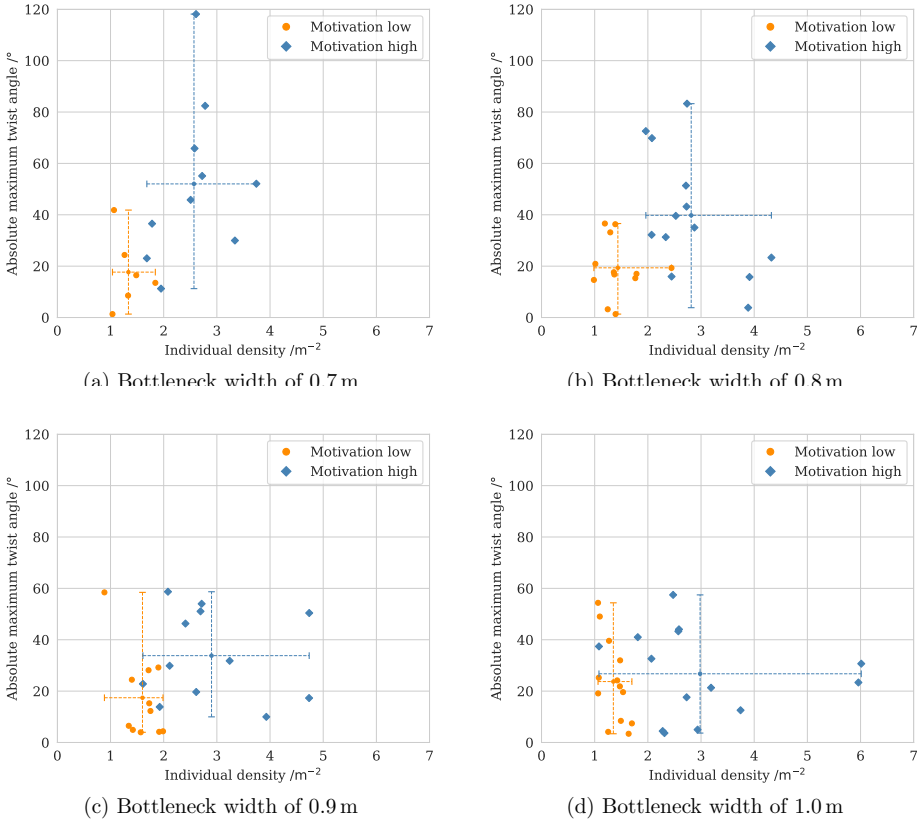 120
100
80
60
40
20
0
Absolute maximum twist angle /°
Motivation low
Motivation high
0 1 2 3 4 5 6 7
Individual density /m⁻²
(a) Bottleneck width of 0.7 m
120
100
80
60
40
20
0
Absolute maximum twist angle /°
Motivation low
Motivation high
0 1 2 3 4 5 6 7
Individual density /m⁻²
(b) Bottleneck width of 0.8 m
120
100
80
60
40
20
0
Absolute maximum twist angle /°
Motivation low
Motivation high
0 1 2 3 4 5 6 7
Individual density /m⁻²
(c) Bottleneck width of 0.9 m
120
100
80
60
40
20
0
Absolute maximum twist angle /°
Motivation low
Motivation high
0 1 2 3 4 5 6 7
Individual density /m⁻²
(d) Bottleneck width of 1.0 m